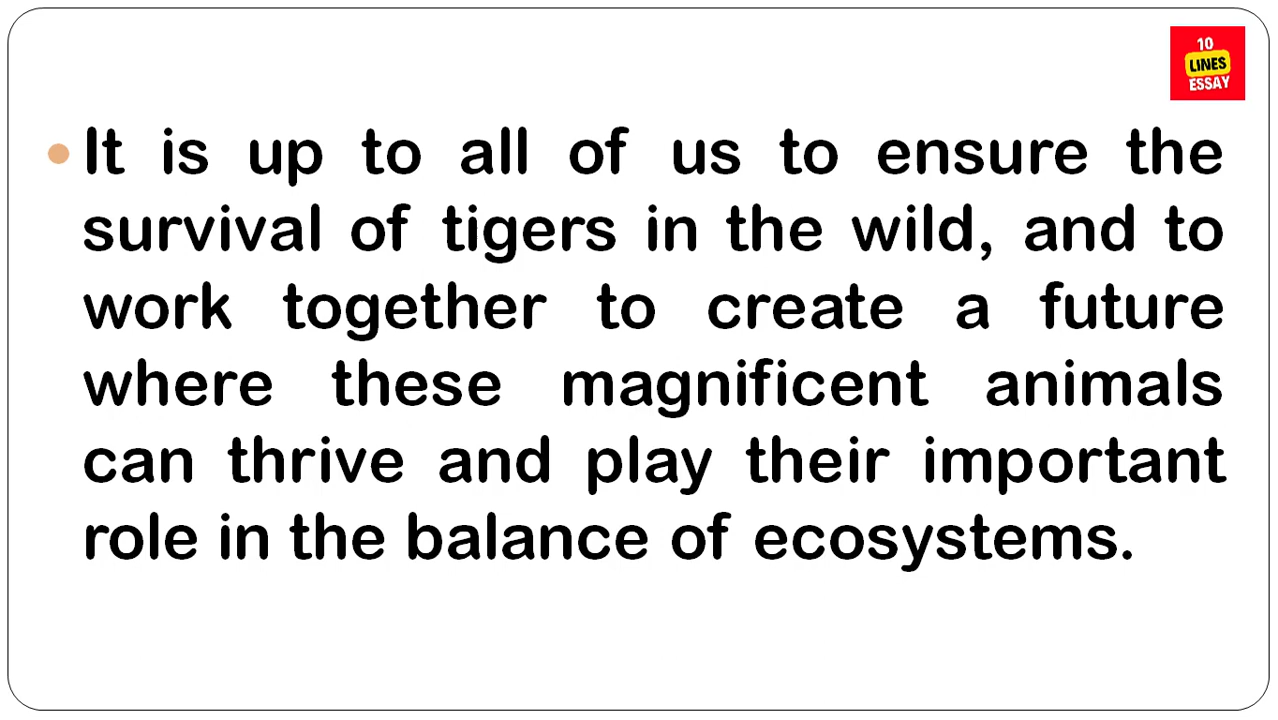 10
LINES
ESSAY
It is up to all of us to ensure the
survival of tigers in the wild, and to
work together to create a future
where these magnificent animals
can thrive and play their important
role in the balance of ecosystems.